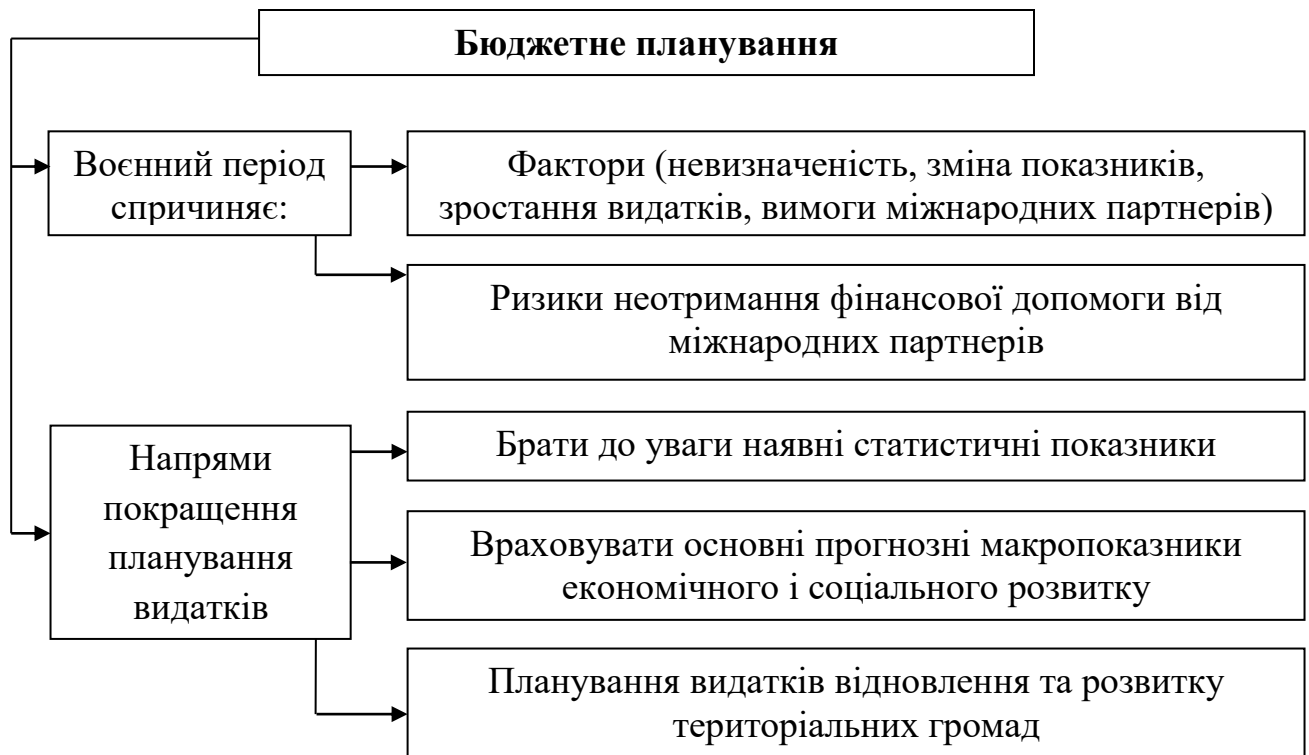 Бюджетне планування
Воєнний період
спричиняє:
Фактори (невизначеність, зміна показників,
зростання видатків, вимоги міжнародних партнерів)
Ризики неотримання фінансової допомоги від
міжнародних партнерів
Напрями
покращення
планування
видатків
Брати до уваги наявні статистичні показники
Враховувати основні прогнозні макропоказники
економічного і соціального розвитку
Планування видатків відновлення та розвитку
територіальних громад